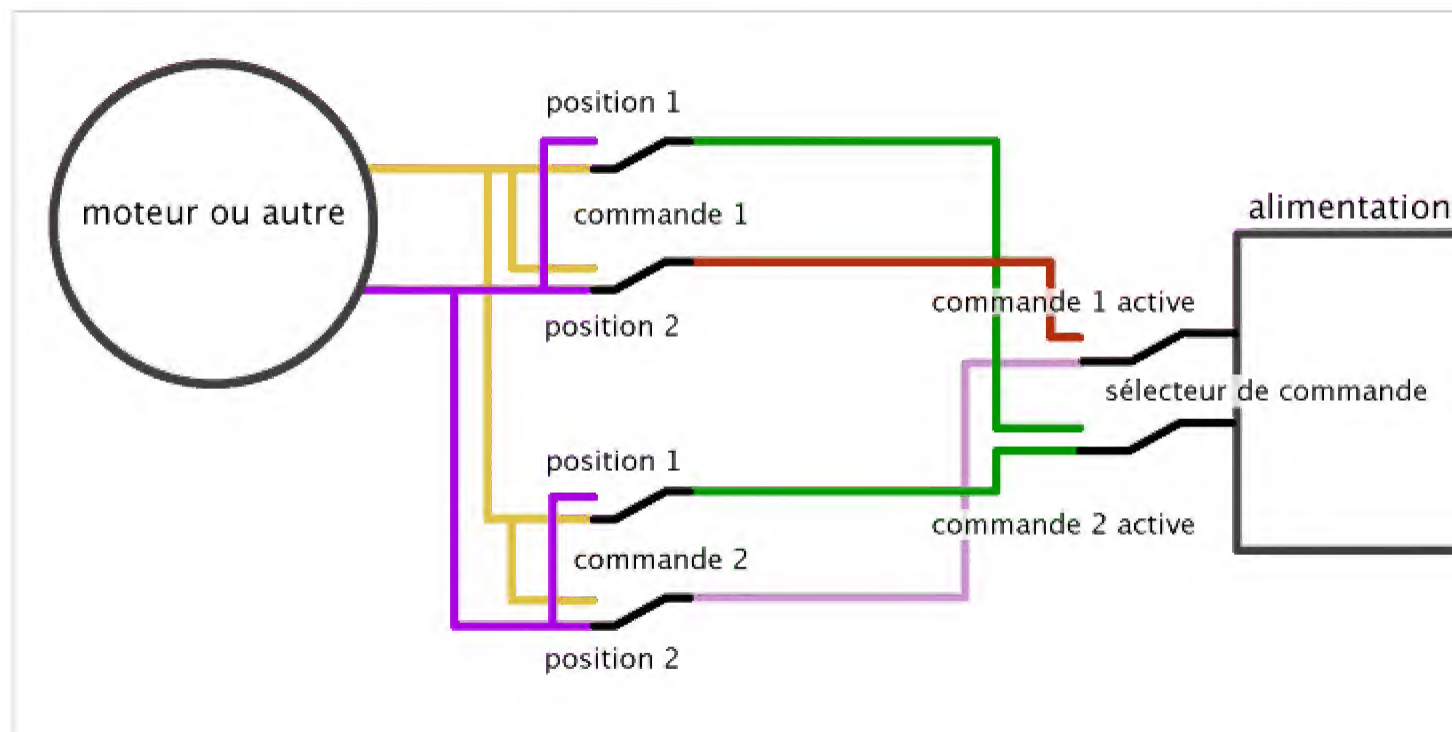 position 1
moteur ou autre
commande 1
alimentation
position 2
commande 1 active
sélecteur de commande
position 1
commande 2 active
commande 2
position 2